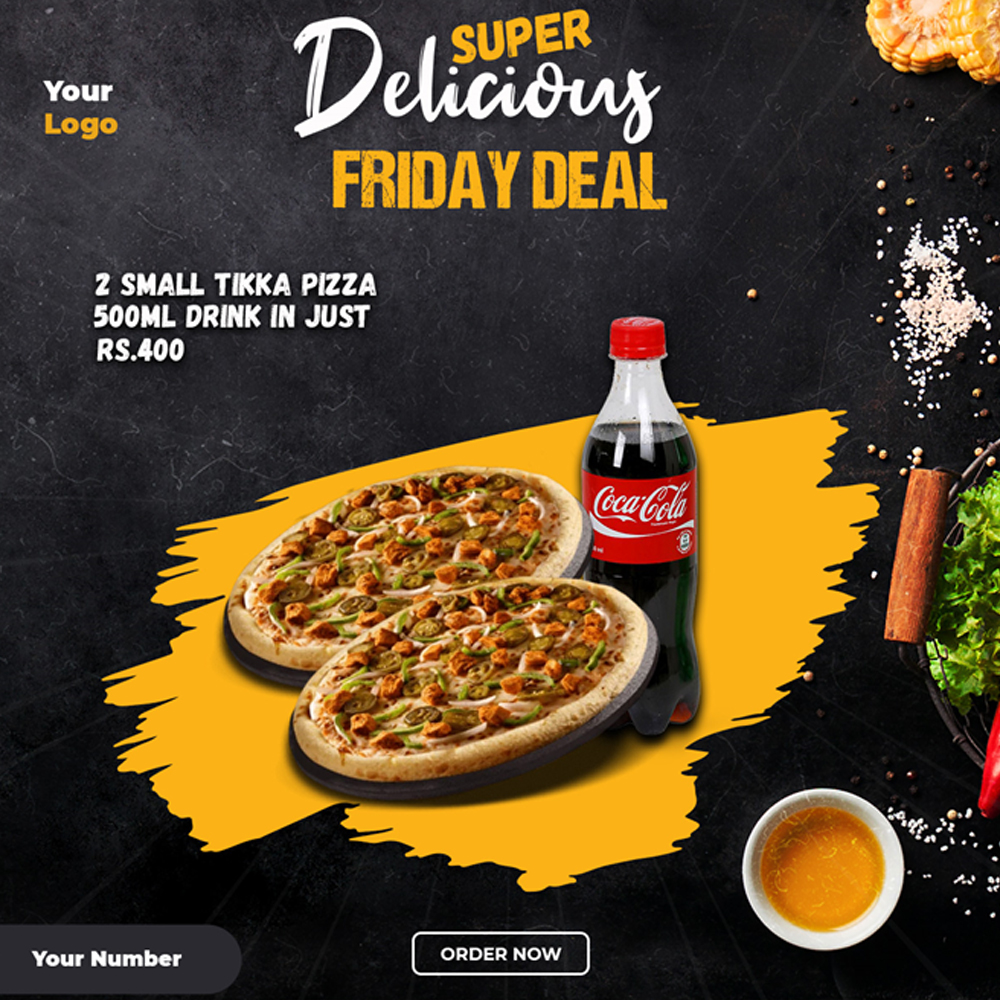 SUPER
Delicious
FRIDAY DEAL
Your
Logo
2 SMALL TIKKA PIZZA
500ML DRINK IN JUST
RS.400
Coca-Cola
Your Number
ORDER NOW